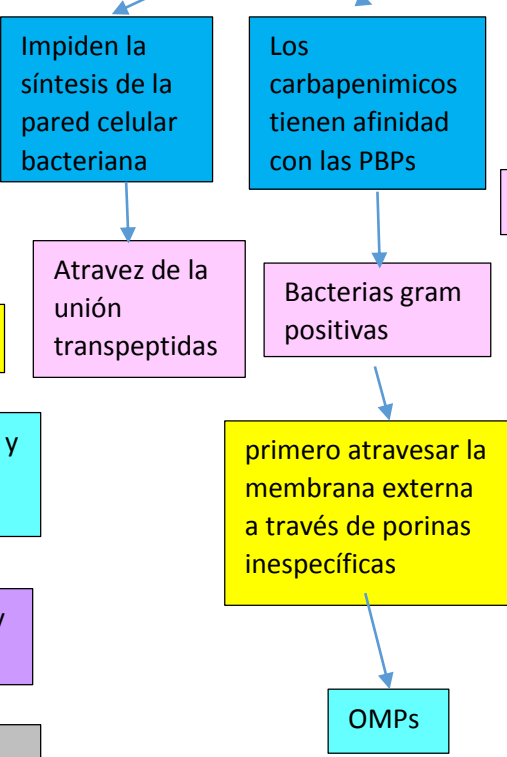 Impiden la
síntesis de la
pared celular
bacteriana
Los
carbapenimicos
tienen afinidad
con las PBPs
Atravez de la
unión
transpeptidas
Bacterias gram
positivas
y
primero atravesar la
membrana externa
a través de porinas
inespecíficas
OMPs